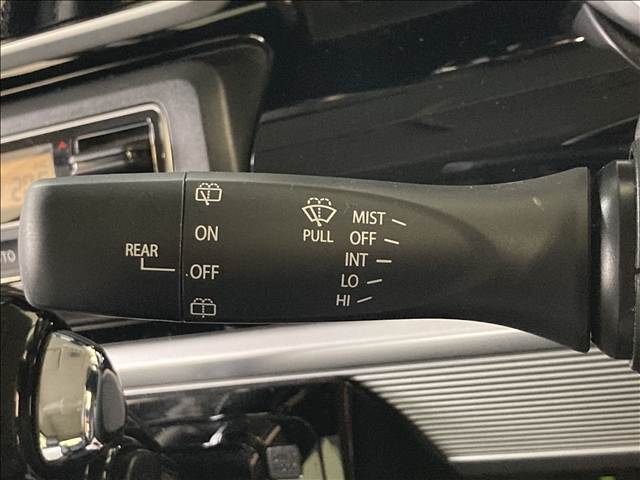 REAR
ON
OFF
PULL
MIST
OFF
INT
LO
HI